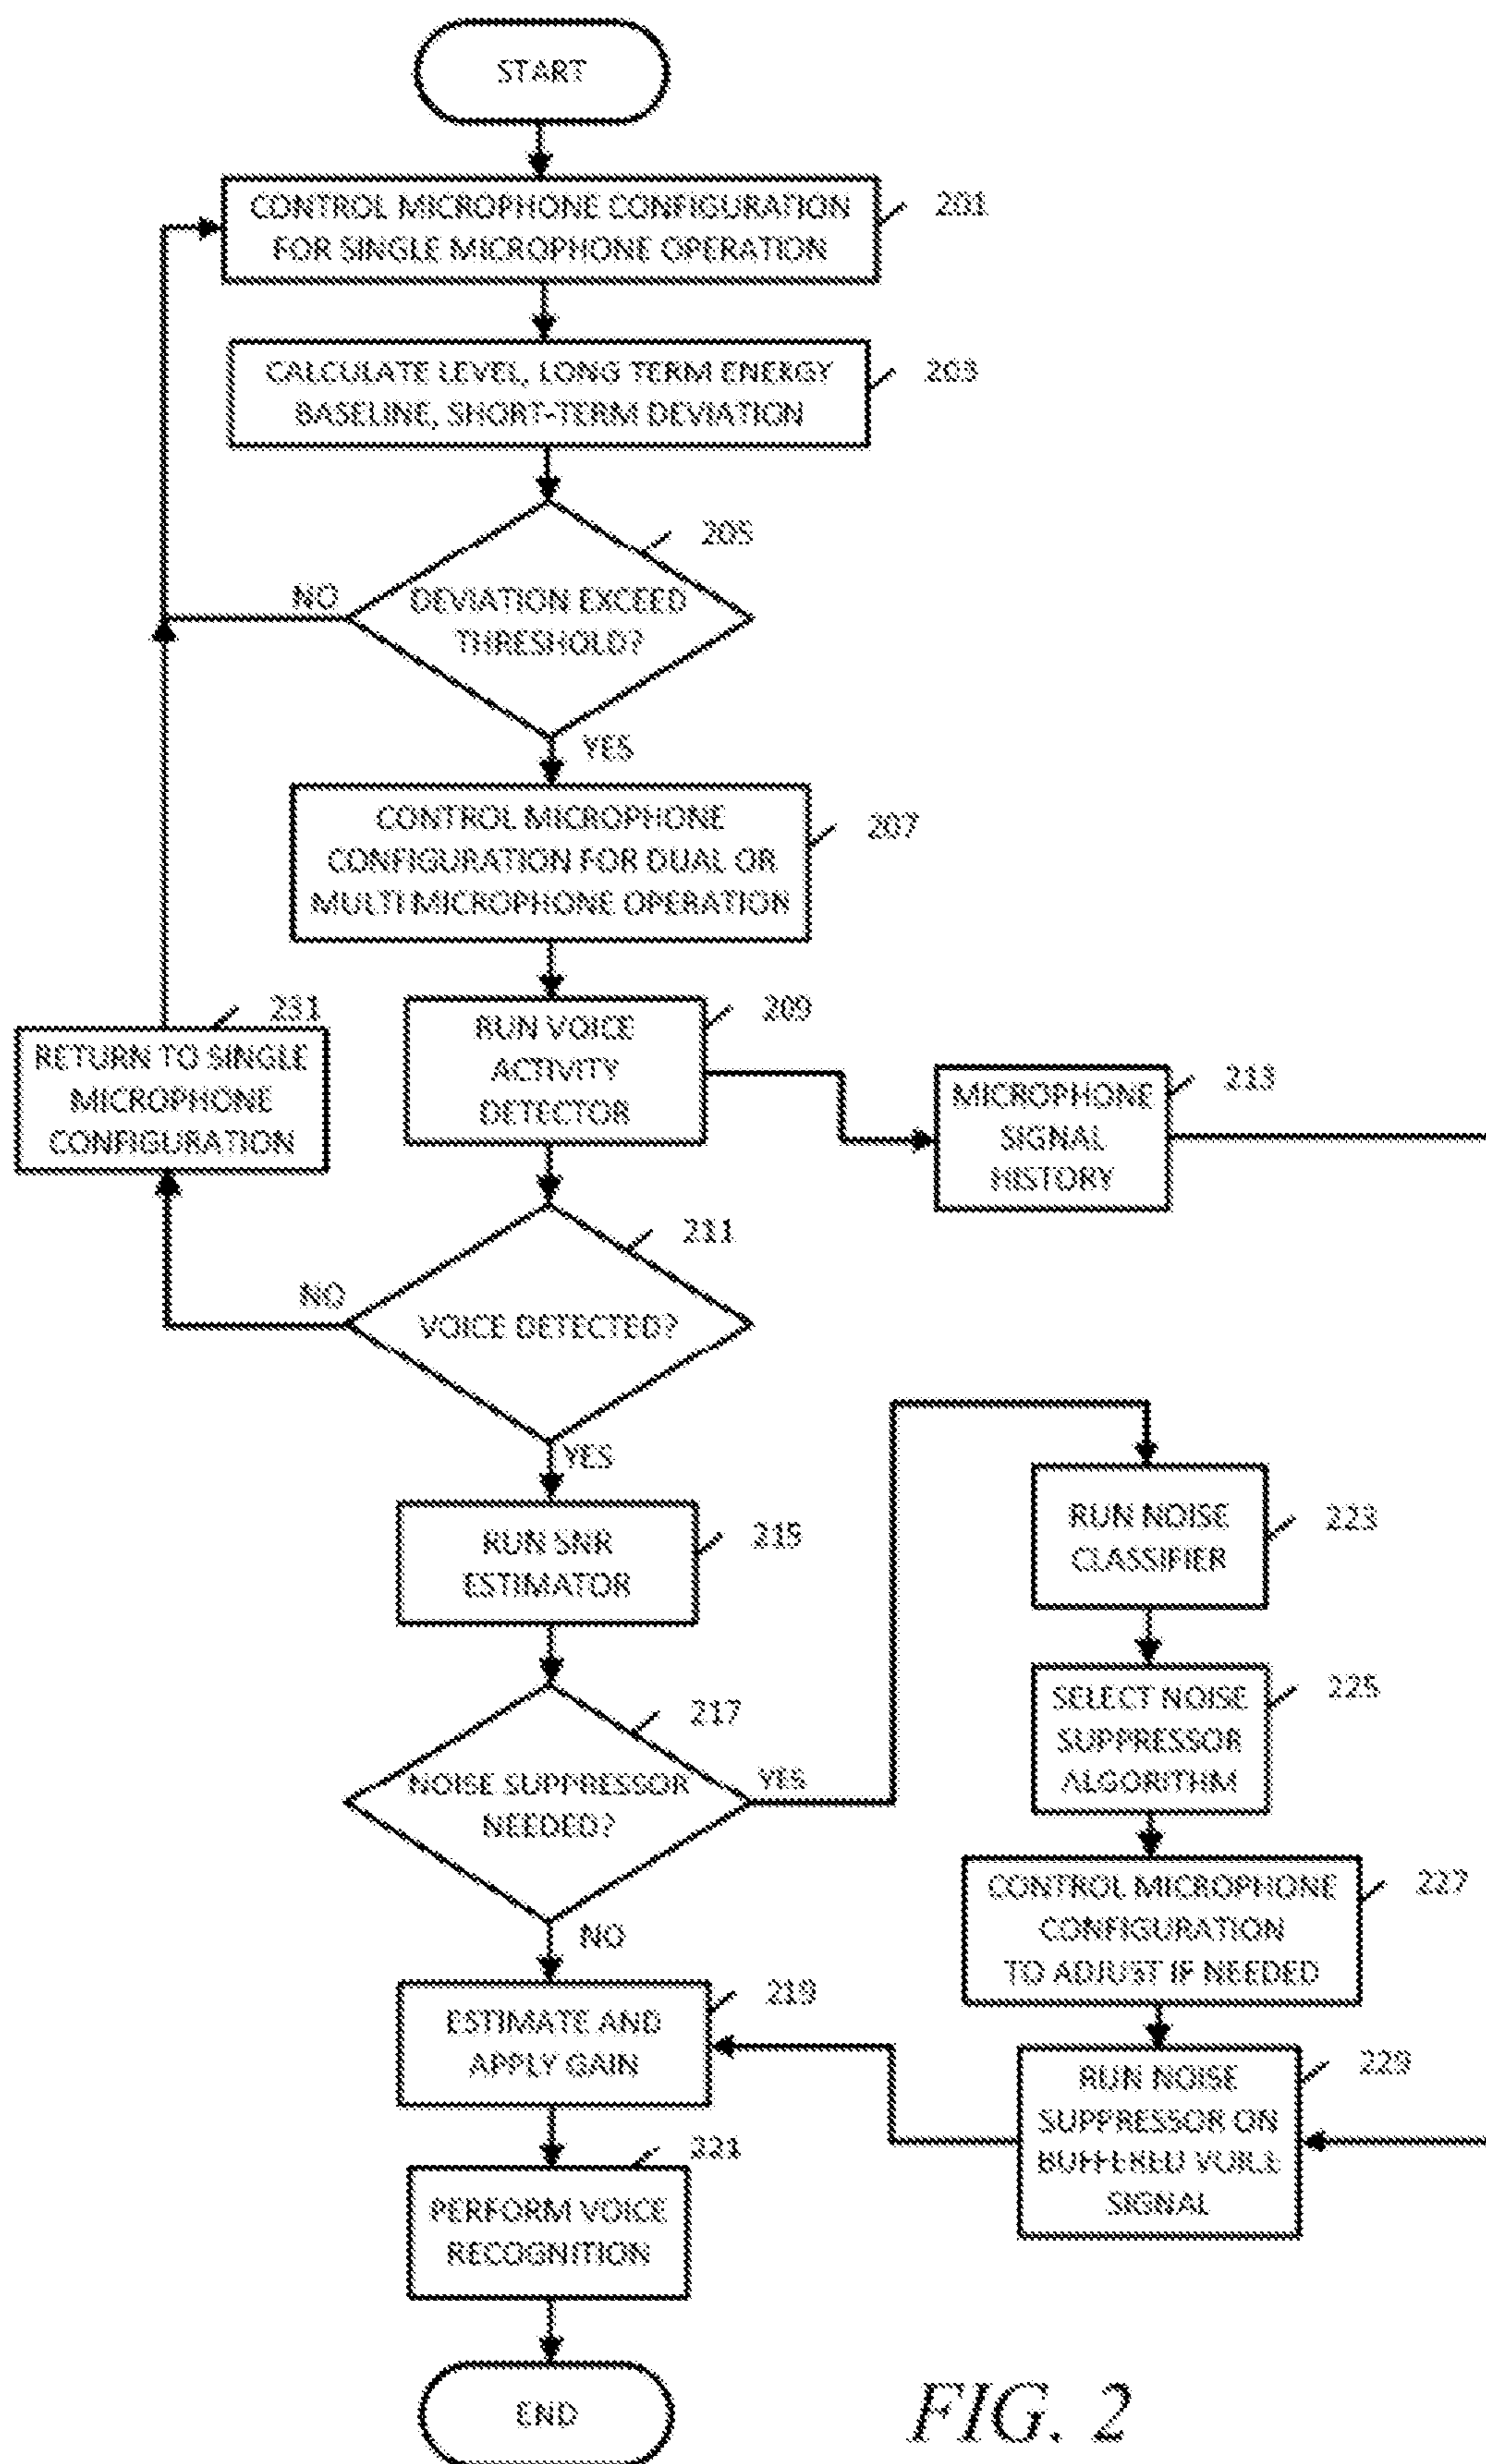 START
CONTROL MICROPHONE CONFIGURATION
FOR SINGLE MICROPHONE OPERATION
201
CALCULATE LEVEL, LONG TERM ENERGY
BASELINE, SHORT-TERM DEVIATION
203
205
DEVIATION EXCEED
THRESHOLD?
NO
YES
CONTROL MICROPHONE
CONFIGURATION FOR DUAL OR
MULTI MICROPHONE OPERATION
207
231
RETURN TO SINGLE
MICROPHONE
CONFIGURATION
RUN VOICE
ACTIVITY
DETECTOR
209
MICROPHONE
SIGNAL
HISTORY
213
211
VOICE DETECTED?
NO
YES
RUN SNR
ESTIMATOR
215
217
NOISE SUPPRESSOR
NEEDED?
YES
NO
RUN NOISE
CLASSIFIER
223
SELECT NOISE
SUPPRESSOR
ALGORITHM
225
CONTROL MICROPHONE
CONFIGURATION
TO ADJUST IF NEEDED
227
ESTIMATE AND
APPLY GAIN
219
RUN NOISE
SUPPRESSOR ON
BUFFERED VOICE
SIGNAL
229
221
PERFORM VOICE
RECOGNITION
END
FIG. 2